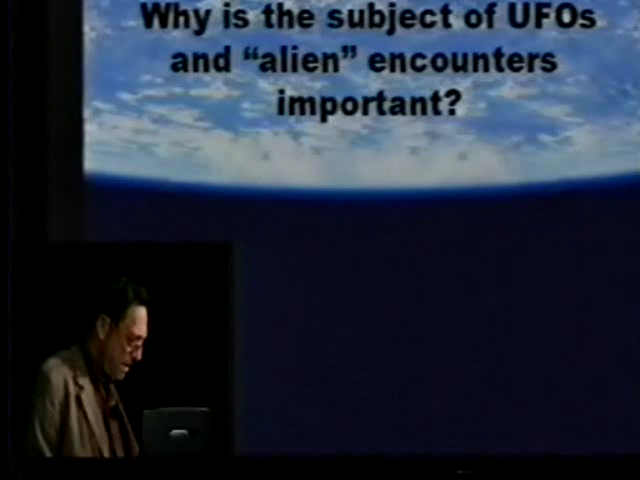 Why is the subject of UFOs
and “alien” encounters
important?